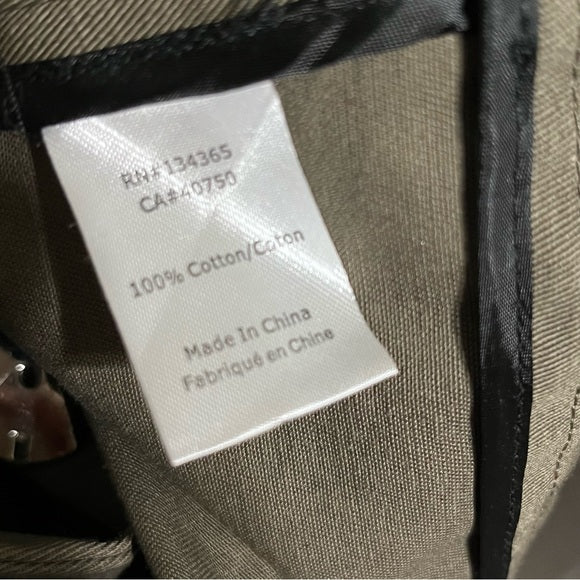 RN#134365
CA#40750
100% Cotton/Coton
Made In China
Fabriqué en Chine